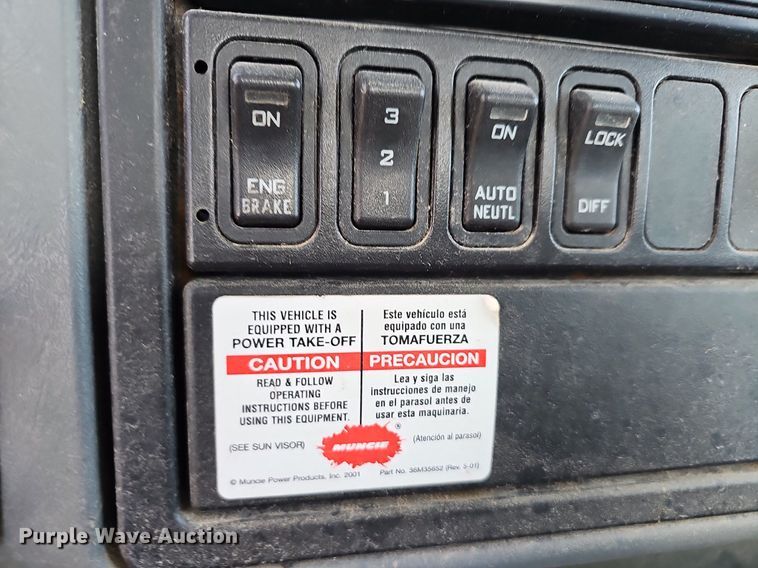 ON
ENG
BRAKE
3
2
1
ON
AUTO
NEUTL
LOCK
DIFF
THIS VEHICLE IS
EQUIPPED WITH A
POWER TAKE-OFF
CAUTION
READ & FOLLOW
OPERATING
INSTRUCTIONS BEFORE
USING THIS EQUIPMENT.
(SEE SUN VISOR)
Este vehículo está
equipado con una
TOMAFUERZA
PRECAUCION
Lea y siga las
instrucciones de manejo
en el parasol antes de
usar esta maquinaria.
(Atención al parasol)
MUNCIE
®
© Muncie Power Products, Inc. 2001
Part No. 36M35652 (Rev. 5-01)
Purple Wave Auction